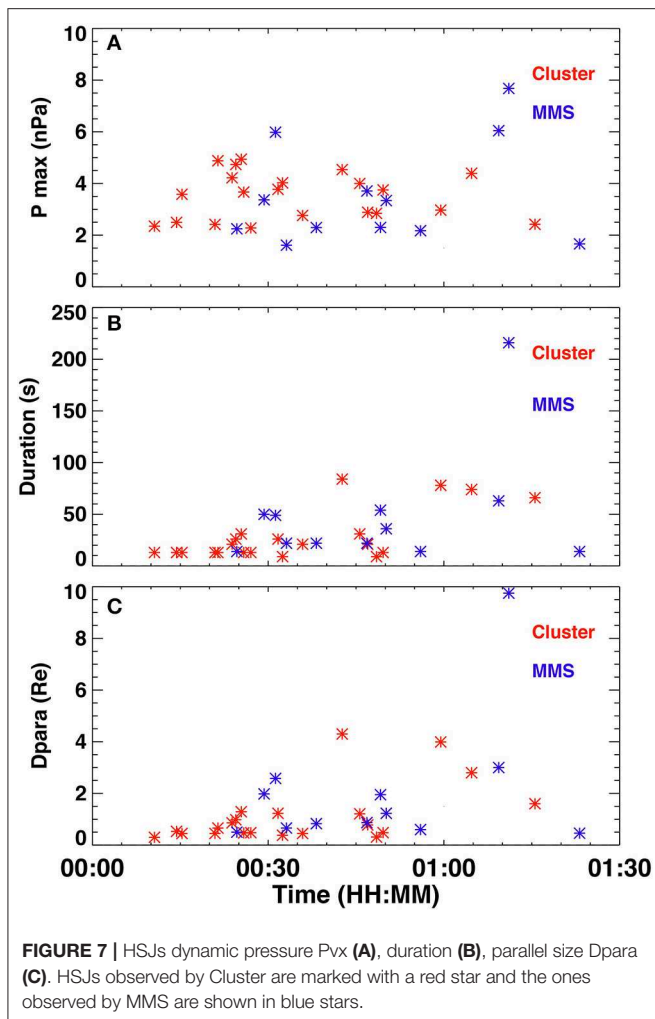 A
10
8
6
4
2
0
P max (nPa)
Cluster
MMS
B
250
200
150
100
50
0
Duration (s)
Cluster
MMS
C
10
8
6
4
2
0
Dpara (Re)
Cluster
MMS
00:00 00:30 01:00 01:30
Time (HH:MM)
FIGURE 7 | HSJs dynamic pressure Pvx (A), duration (B), parallel size Dpara
(C). HSJs observed by Cluster are marked with a red star and the ones
observed by MMS are shown in blue stars.